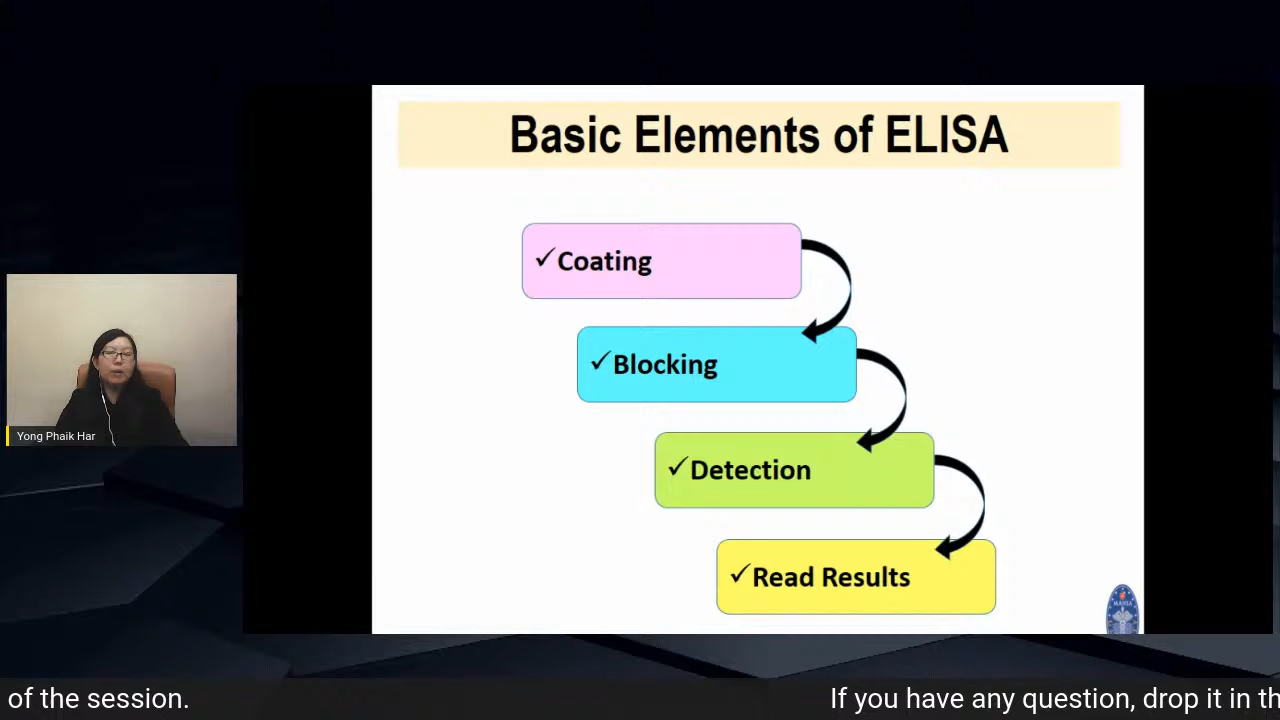 Basic Elements of ELISA
✓Coating
✓Blocking
✓Detection
✓Read Results
Yong Phaik Har
MAHSA
of the session. If you have any question, drop it in th